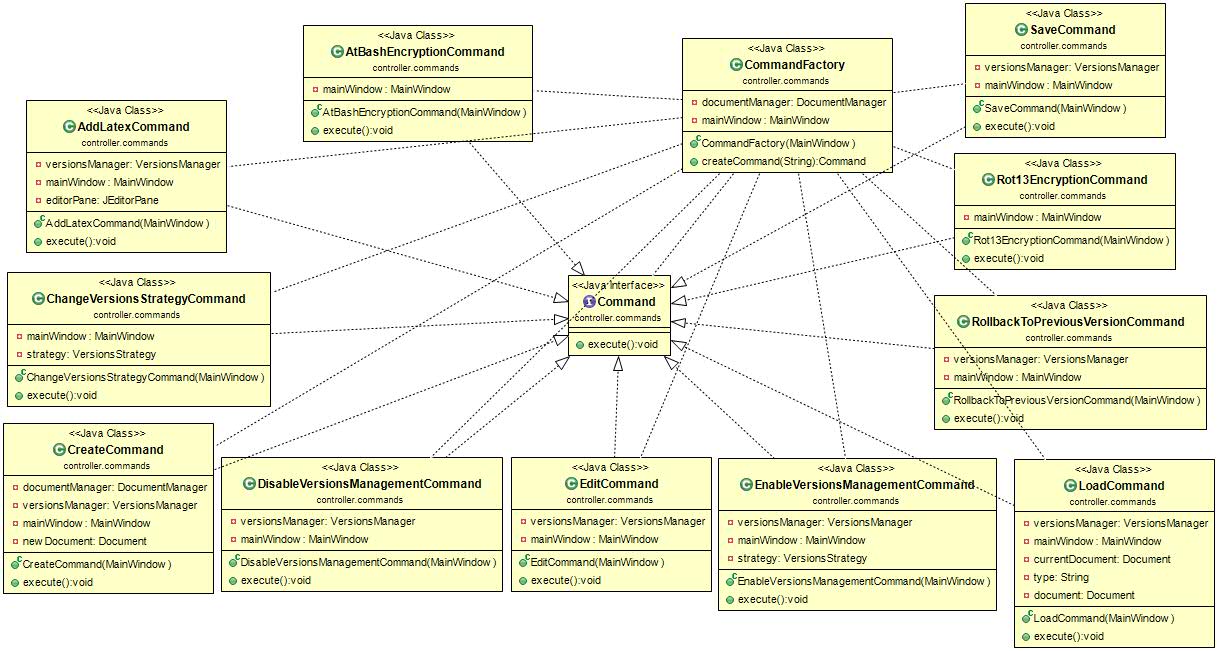 <<Java Class>>
AtBashEncryptionCommand
controller.commands
mainWindow : MainWindow
AtBashEncryptionCommand(MainWindow )
execute():void
<<Java Class>>
CommandFactory
controller.commands
documentManager: DocumentManager
mainWindow : MainWindow
CommandFactory(MainWindow )
createCommand(String):Command
<<Java Class>>
SaveCommand
controller.commands
versionsManager: VersionsManager
mainWindow : MainWindow
SaveCommand(MainWindow )
execute():void
<<Java Class>>
AddLatexCommand
controller.commands
versionsManager: VersionsManager
mainWindow : MainWindow
editorPane: JEditorPane
AddLatexCommand(MainWindow )
execute():void
<<Java Class>>
Rot13EncryptionCommand
controller.commands
mainWindow : MainWindow
Rot13EncryptionCommand(MainWindow )
execute():void
<<Java Class>>
ChangeVersionsStrategyCommand
controller.commands
mainWindow : MainWindow
strategy: VersionsStrategy
ChangeVersionsStrategyCommand(MainWindow )
execute():void
<<Java Interface>>
Command
controller.commands
execute():void
<<Java Class>>
RollbackToPreviousVersionCommand
controller.commands
versionsManager: VersionsManager
mainWindow : MainWindow
RollbackToPreviousVersionCommand(MainWindow )
execute():void
<<Java Class>>
CreateCommand
controller.commands
documentManager: DocumentManager
versionsManager: VersionsManager
mainWindow : MainWindow
new Document: Document
CreateCommand(MainWindow )
execute():void
<<Java Class>>
DisableVersionsManagementCommand
controller.commands
versionsManager: VersionsManager
mainWindow : MainWindow
DisableVersionsManagementCommand(MainWindow )
execute():void
<<Java Class>>
EditCommand
controller.commands
versionsManager: VersionsManager
mainWindow : MainWindow
EditCommand(MainWindow )
execute():void
<<Java Class>>
EnableVersionsManagementCommand
controller.commands
versionsManager: VersionsManager
mainWindow : MainWindow
strategy: VersionsStrategy
EnableVersionsManagementCommand(MainWindow )
execute():void
<<Java Class>>
LoadCommand
controller.commands
versionsManager: VersionsManager
mainWindow : MainWindow
currentDocument: Document
type: String
document: Document
LoadCommand(MainWindow )
execute():void